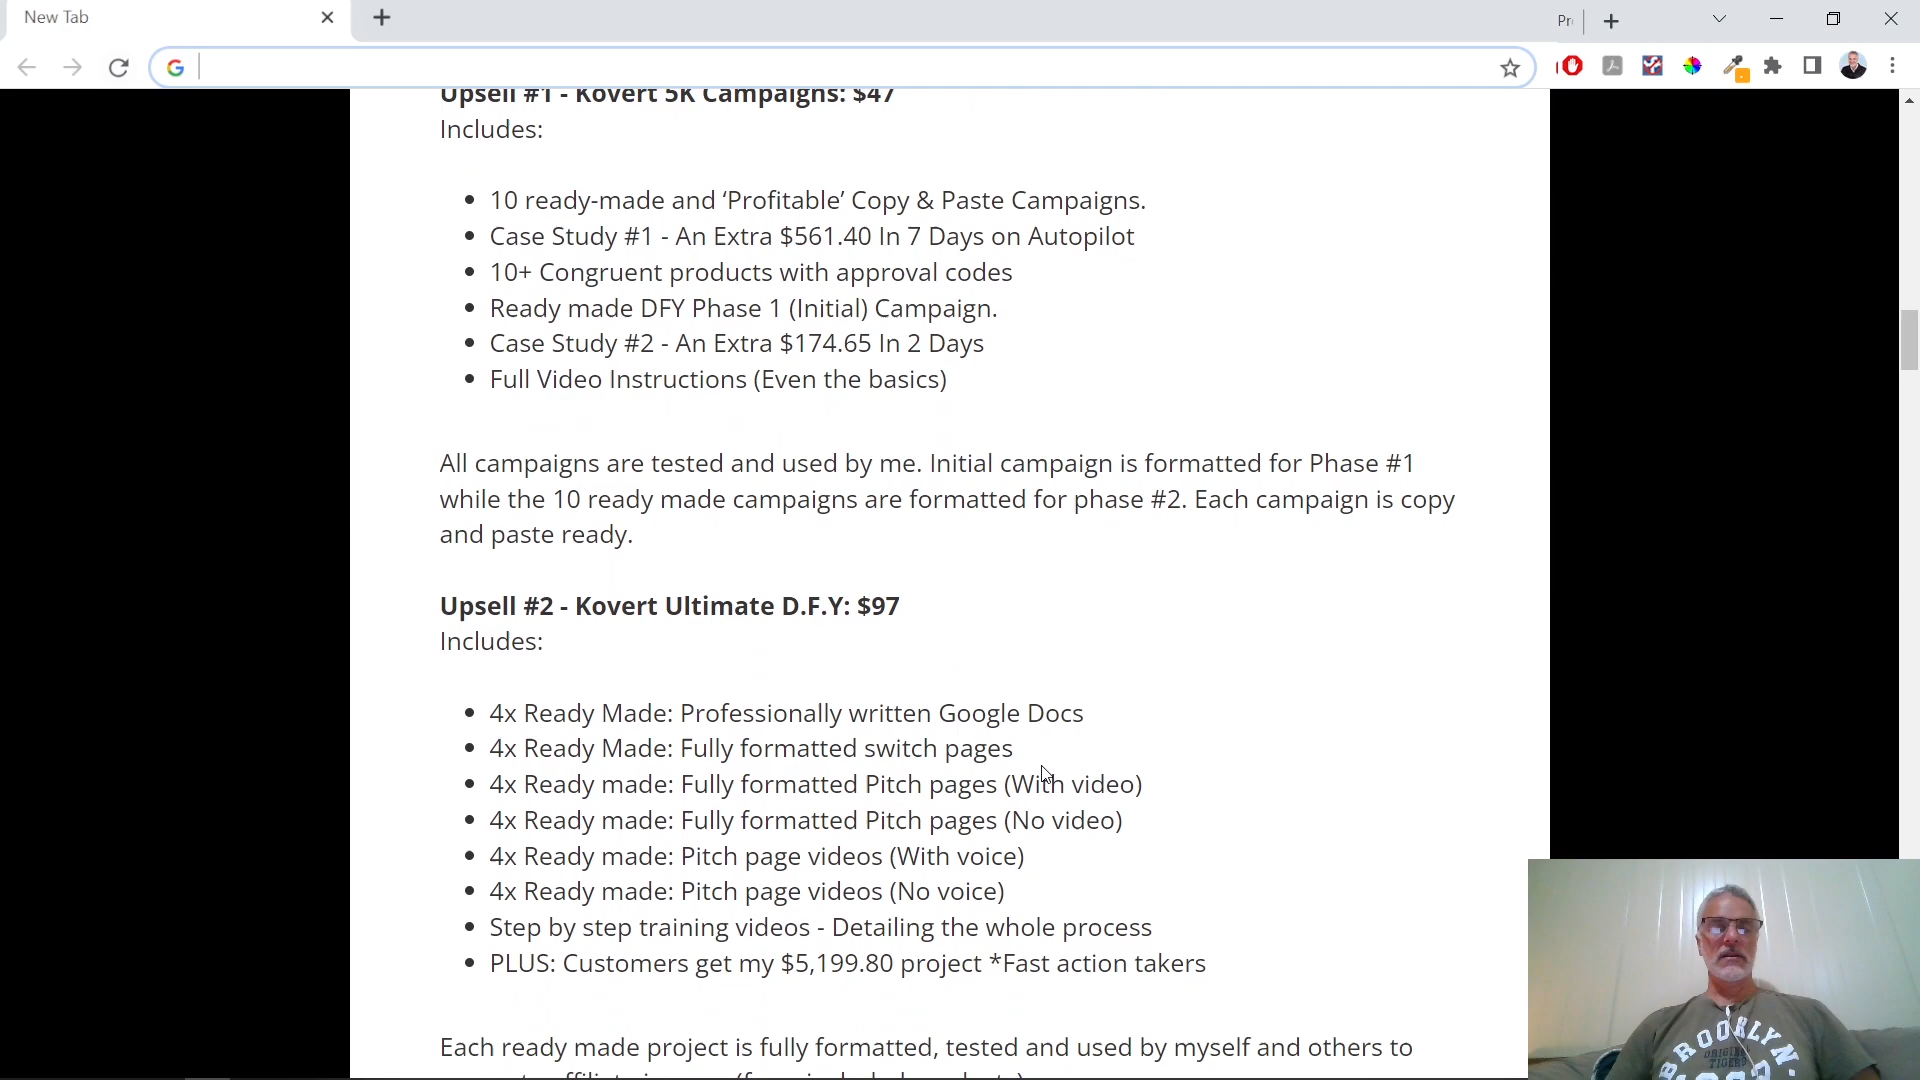 New Tab
Pr
Upsell #1 - Kovert 5K Campaigns: $47
Includes:
10 ready-made and ‘Profitable’ Copy & Paste Campaigns.
Case Study #1 - An Extra $561.40 In 7 Days on Autopilot
10+ Congruent products with approval codes
Ready made DFY Phase 1 (Initial) Campaign.
Case Study #2 - An Extra $174.65 In 2 Days
Full Video Instructions (Even the basics)
All campaigns are tested and used by me. Initial campaign is formatted for Phase #1
while the 10 ready made campaigns are formatted for phase #2. Each campaign is copy
and paste ready.
Upsell #2 - Kovert Ultimate D.F.Y: $97
Includes:
4x Ready Made: Professionally written Google Docs
4x Ready Made: Fully formatted switch pages
4x Ready made: Fully formatted Pitch pages (With video)
4x Ready made: Fully formatted Pitch pages (No video)
4x Ready made: Pitch page videos (With voice)
4x Ready made: Pitch page videos (No voice)
Step by step training videos - Detailing the whole process
PLUS: Customers get my $5,199.80 project *Fast action takers
Each ready made project is fully formatted, tested and used by myself and others to
BROOKLYN
ORIGINAL
TIGERS